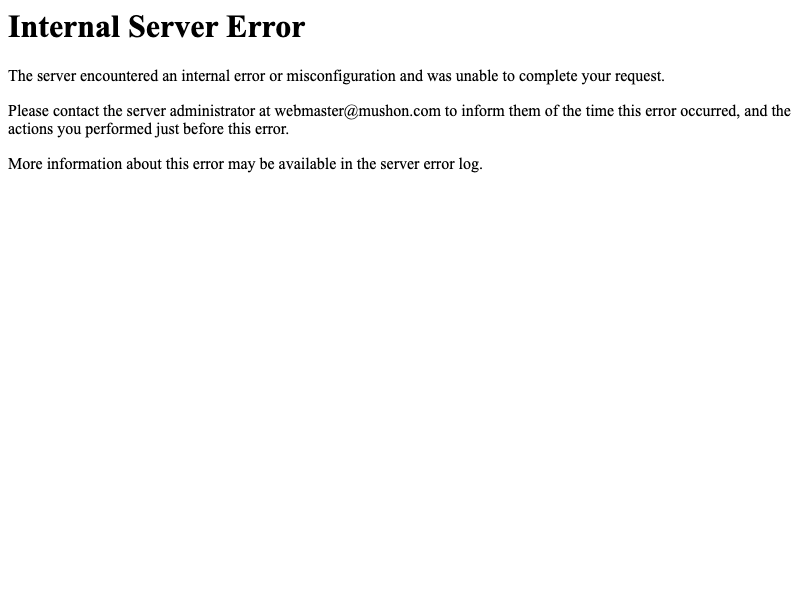 Internal Server Error
The server encountered an internal error or misconfiguration and was unable to complete your request.
Please contact the server administrator at webmaster@mushon.com to inform them of the time this error occurred, and the
actions you performed just before this error.
More information about this error may be available in the server error log.